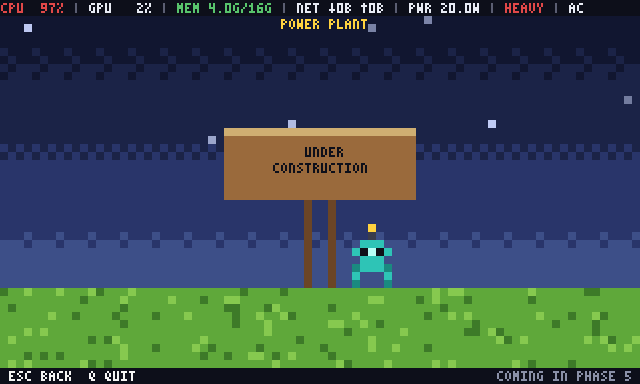 CPU 97% | GPU 2% | MEM 4.0G/16G | NET ↓0B ↑0B | PWR 20.0W | HEAVY | AC
POWER PLANT
UNDER
CONSTRUCTION
ESC BACK Q QUIT
COMING IN PHASE 5